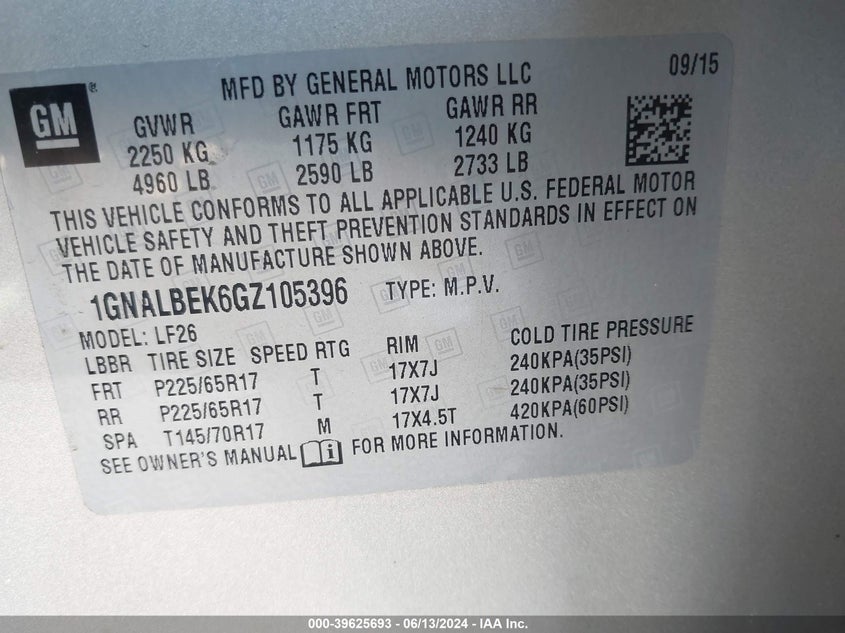 GM ®
MFD BY GENERAL MOTORS LLC 09/15
GVWR GAWR FRT GAWR RR
2250 KG 1175 KG 1240 KG
4960 LB 2590 LB 2733 LB
THIS VEHICLE CONFORMS TO ALL APPLICABLE U.S. FEDERAL MOTOR
VEHICLE SAFETY AND THEFT PREVENTION STANDARDS IN EFFECT ON
THE DATE OF MANUFACTURE SHOWN ABOVE.
1GNALBEK6GZ105396 TYPE: M.P.V.
MODEL: LF26
LBBR TIRE SIZE SPEED RTG RIM COLD TIRE PRESSURE
FRT P225/65R17 T 17X7J 240KPA(35PSI)
RR P225/65R17 T 17X7J 240KPA(35PSI)
SPA T145/70R17 M 17X4.5T 420KPA(60PSI)
SEE OWNER'S MANUAL i FOR MORE INFORMATION.
000-39625693 - 06/13/2024 - IAA Inc.